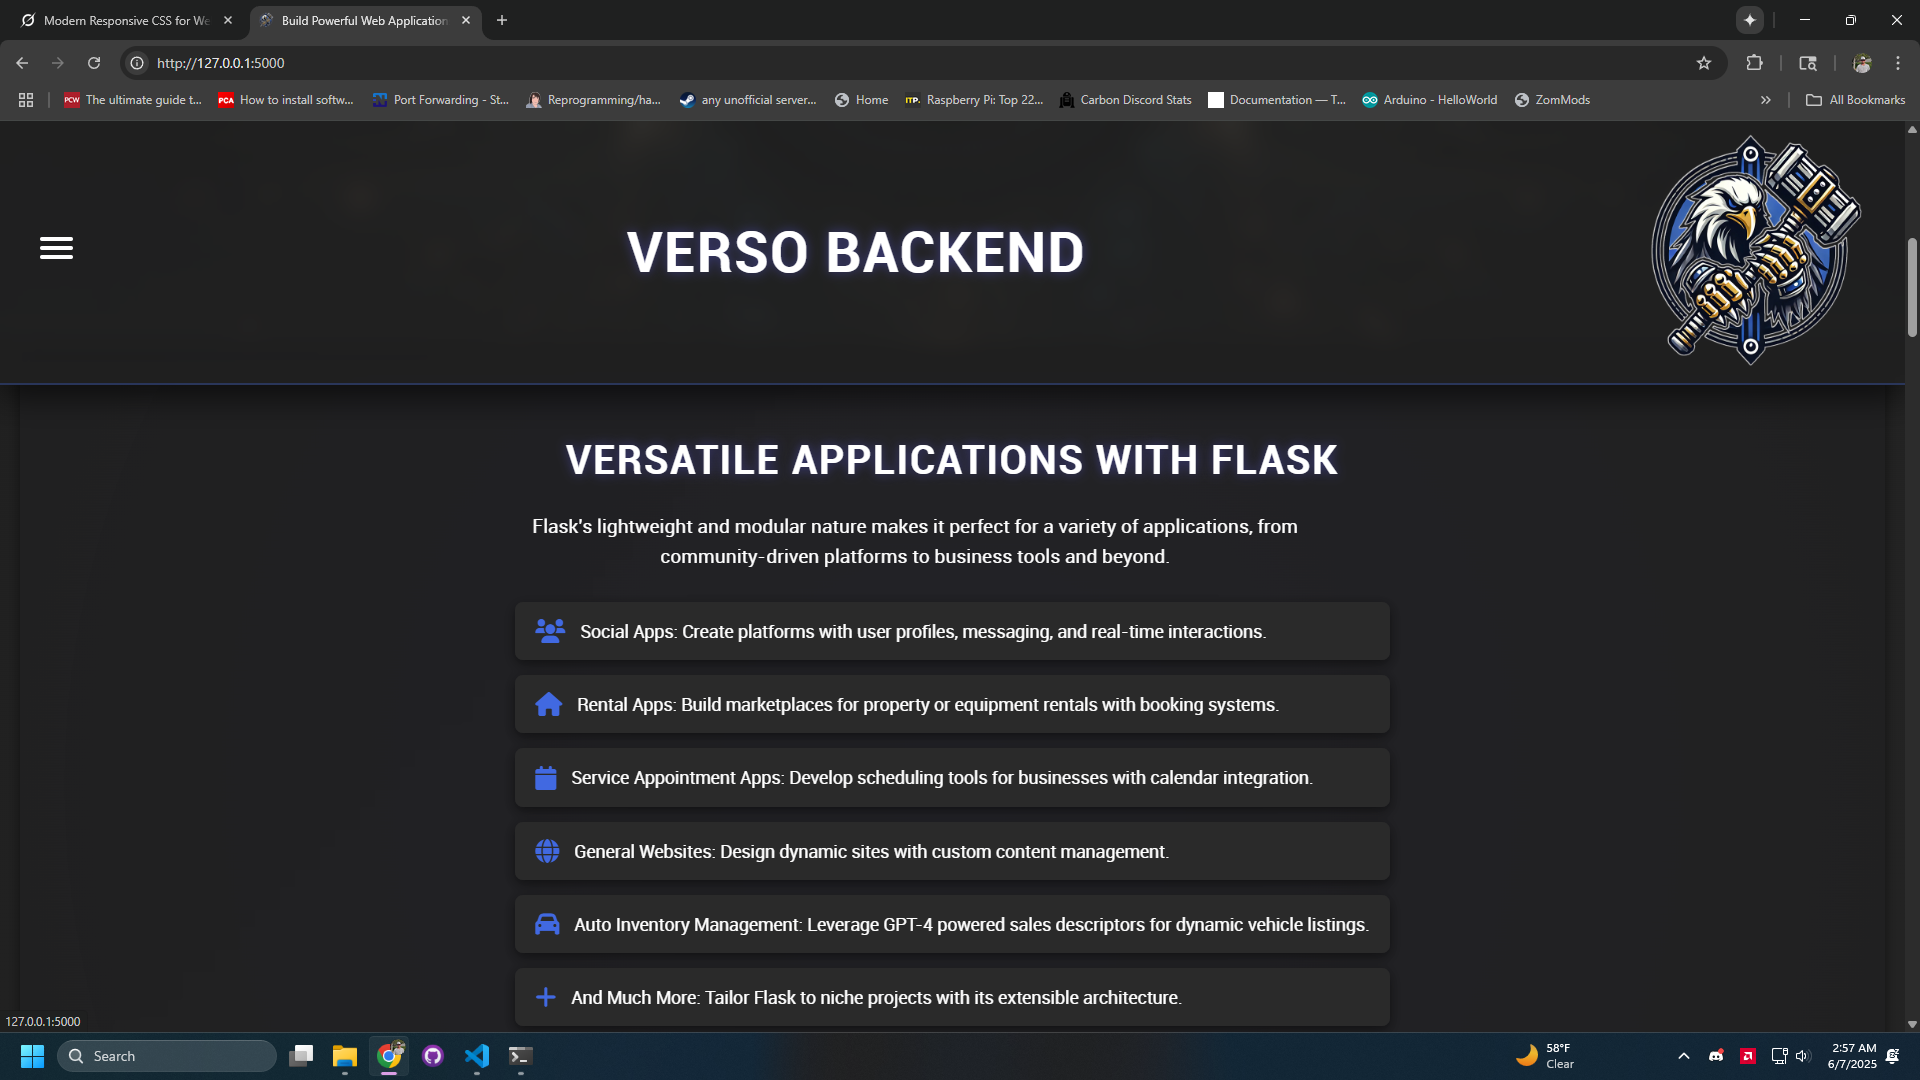 Modern Responsive CSS for We
Build Powerful Web Application
http://127.0.0.1:5000
PCW The ultimate guide t...
PCA How to install softw...
Port Forwarding - St...
Reprogramming/ha...
any unofficial server...
Home
ITP. Raspberry Pi: Top 22...
Carbon Discord Stats
Documentation — T...
Arduino - HelloWorld
ZomMods
All Bookmarks
VERSO BACKEND
VERSATILE APPLICATIONS WITH FLASK
Flask's lightweight and modular nature makes it perfect for a variety of applications, from
community-driven platforms to business tools and beyond.
Social Apps: Create platforms with user profiles, messaging, and real-time interactions.
Rental Apps: Build marketplaces for property or equipment rentals with booking systems.
Service Appointment Apps: Develop scheduling tools for businesses with calendar integration.
General Websites: Design dynamic sites with custom content management.
Auto Inventory Management: Leverage GPT-4 powered sales descriptors for dynamic vehicle listings.
And Much More: Tailor Flask to niche projects with its extensible architecture.
127.0.0.1:5000
Search
58°F
Clear
2:57 AM
6/7/2025